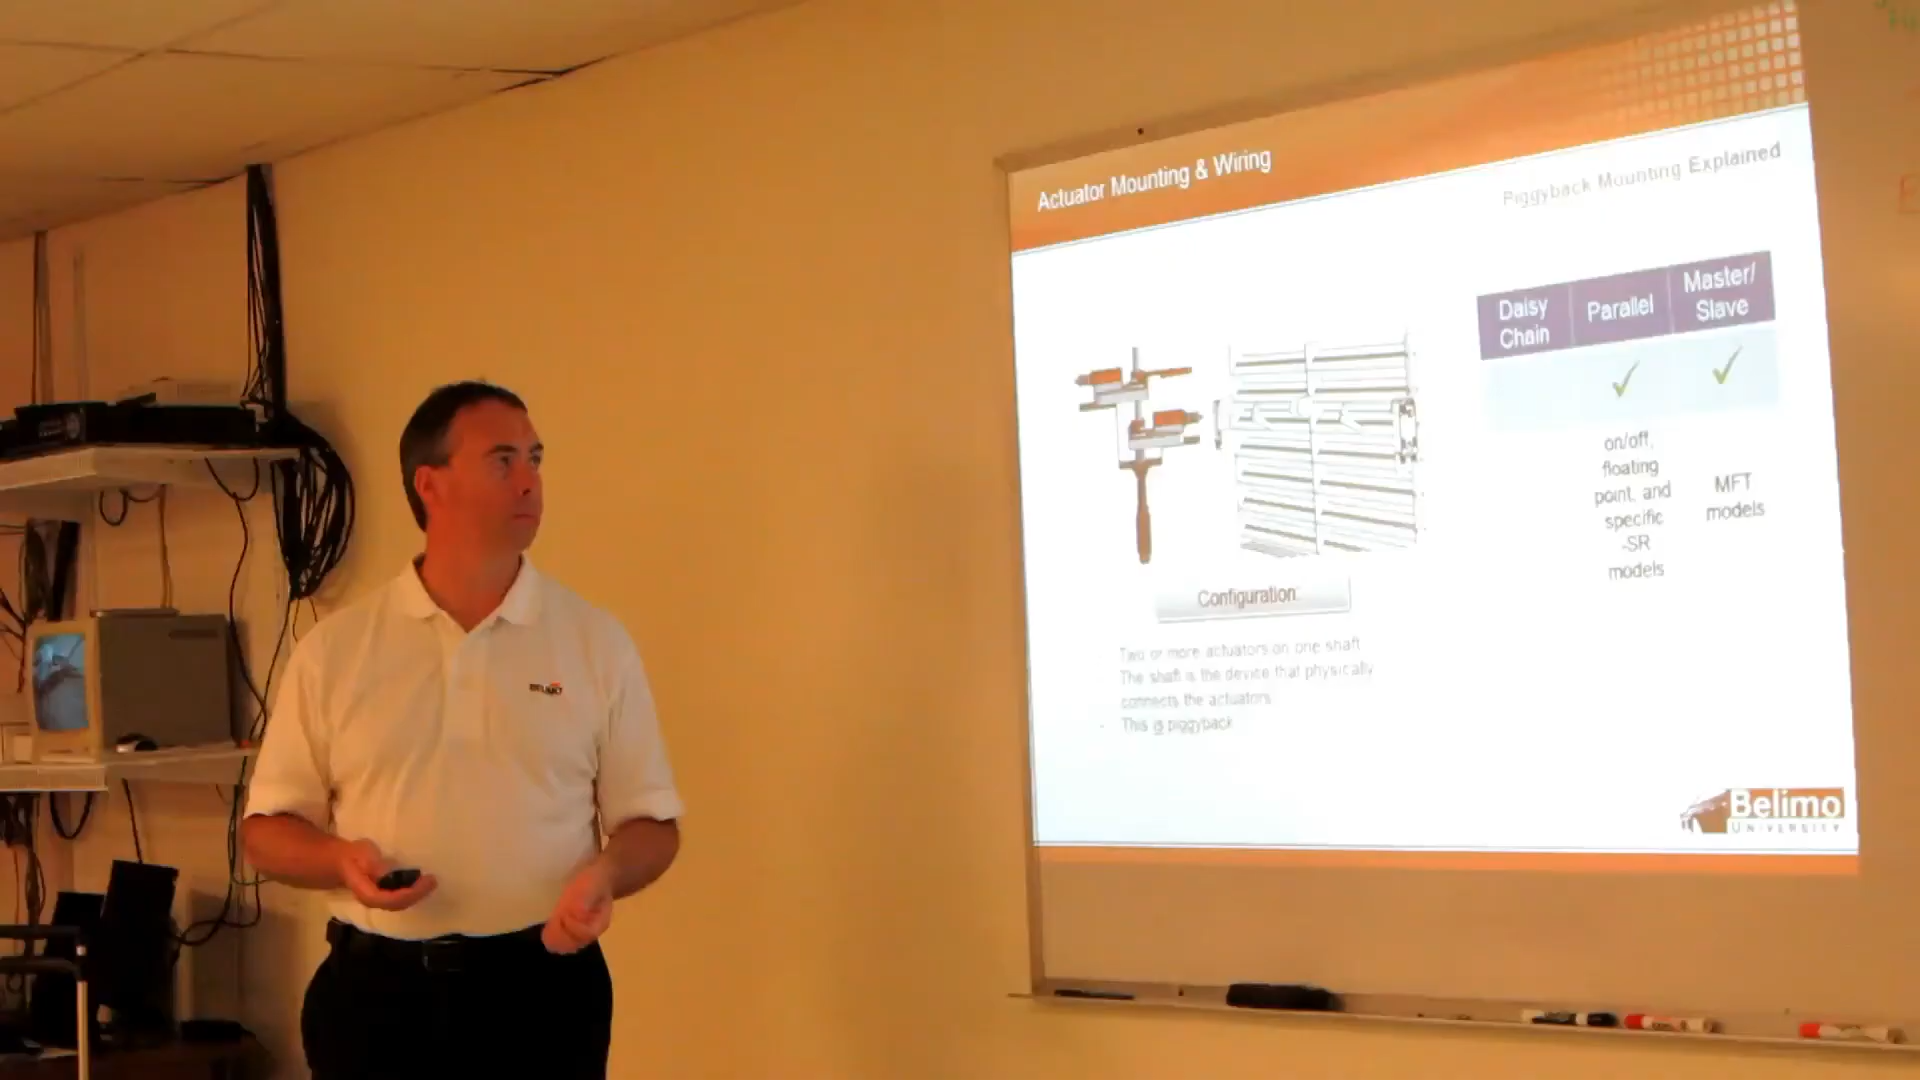 Actuator Mounting & Wiring
Piggyback Mounting Explained
Daisy
Chain
Parallel
Master/
Slave
✓
✓
on/off,
floating
point, and
specific
-SR
models
MFT
models
Configuration:
Two or more actuators on one shaft
The shaft is the device that physically
connects the actuators
- This is piggyback
Belimo
UNIVERSITY
BELIMO